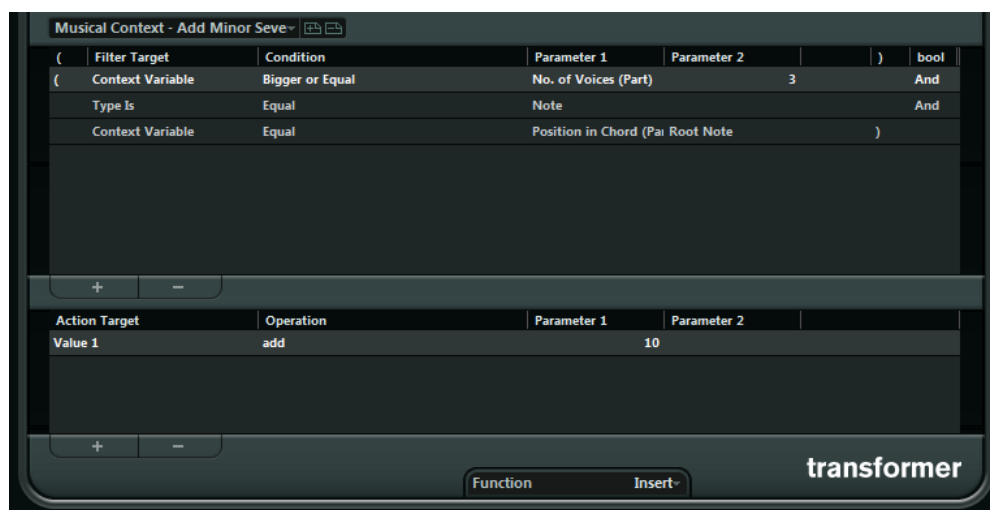 Musical Context - Add Minor Seve
( Filter Target Condition Parameter 1 Parameter 2 ) bool
( Context Variable Bigger or Equal No. of Voices (Part) 3 And
Type Is Equal Note And
Context Variable Equal Position in Chord (Pa Root Note )
+ −
Action Target Operation Parameter 1 Parameter 2
Value 1 add 10
+ −
transformer
Function Insert